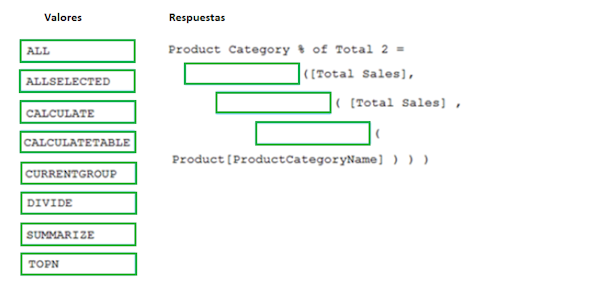 Valores
Respuestas
ALL
ALLSELECTED
CALCULATE
CALCULATETABLE
CURRENTGROUP
DIVIDE
SUMMARIZE
TOPN
Product Category % of Total 2 =
([Total Sales],
( [Total Sales] ,
(
Product[ProductCategoryName] ) ) )